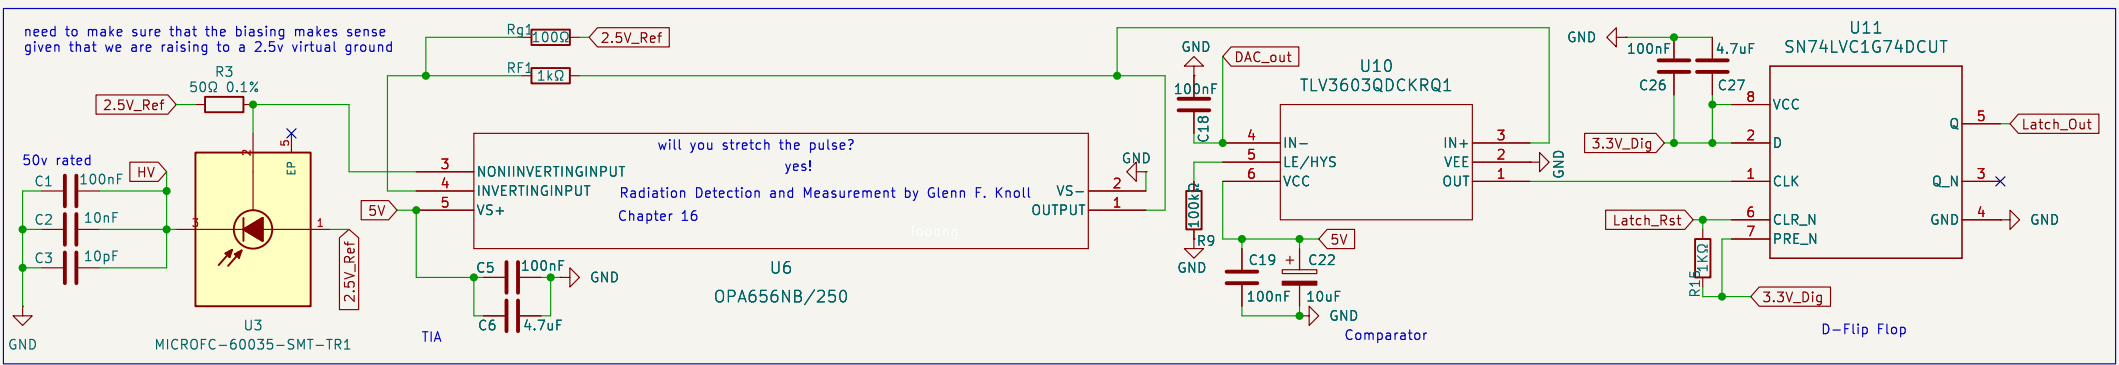 need to make sure that the biasing makes sense
given that we are raising to a 2.5v virtual ground
R3
50Ω 0.1%
2.5V_Ref
2
5
EP
50v rated
HV
C1
100nF
C2
10nF
C3
10pF
3
1
2.5V_Ref
GND
U3
MICROFC-60035-SMT-TR1
Rg1
100Ω
2.5V_Ref
RF1
1kΩ
will you stretch the pulse?
yes!
Radiation Detection and Measurement by Glenn F. Knoll
Chapter 16
3
NONIINVERTINGINPUT
4
INVERTINGINPUT
5V
5
VS+
GND
VS-
2
OUTPUT
1
C5
100nF
GND
C6
4.7uF
TIA
U6
OPA656NB/250
GND
100nF
C18
DAC_out
U10
TLV3603QDCKRQ1
4
IN-
5
LE/HYS
6
VCC
IN+
3
VEE
2
OUT
1
GND
100kΩ
R9
GND
5V
C19
100nF
C22
+
10uF
GND
Comparator
GND
100nF
4.7uF
C26
C27
3.3V_Dig
U11
SN74LVC1G74DCUT
8
VCC
2
D
1
CLK
6
CLR_N
7
PRE_N
Q
5
Latch_Out
Q_N
3
GND
4
GND
Latch_Rst
1KΩ
3.3V_Dig
D-Flip Flop